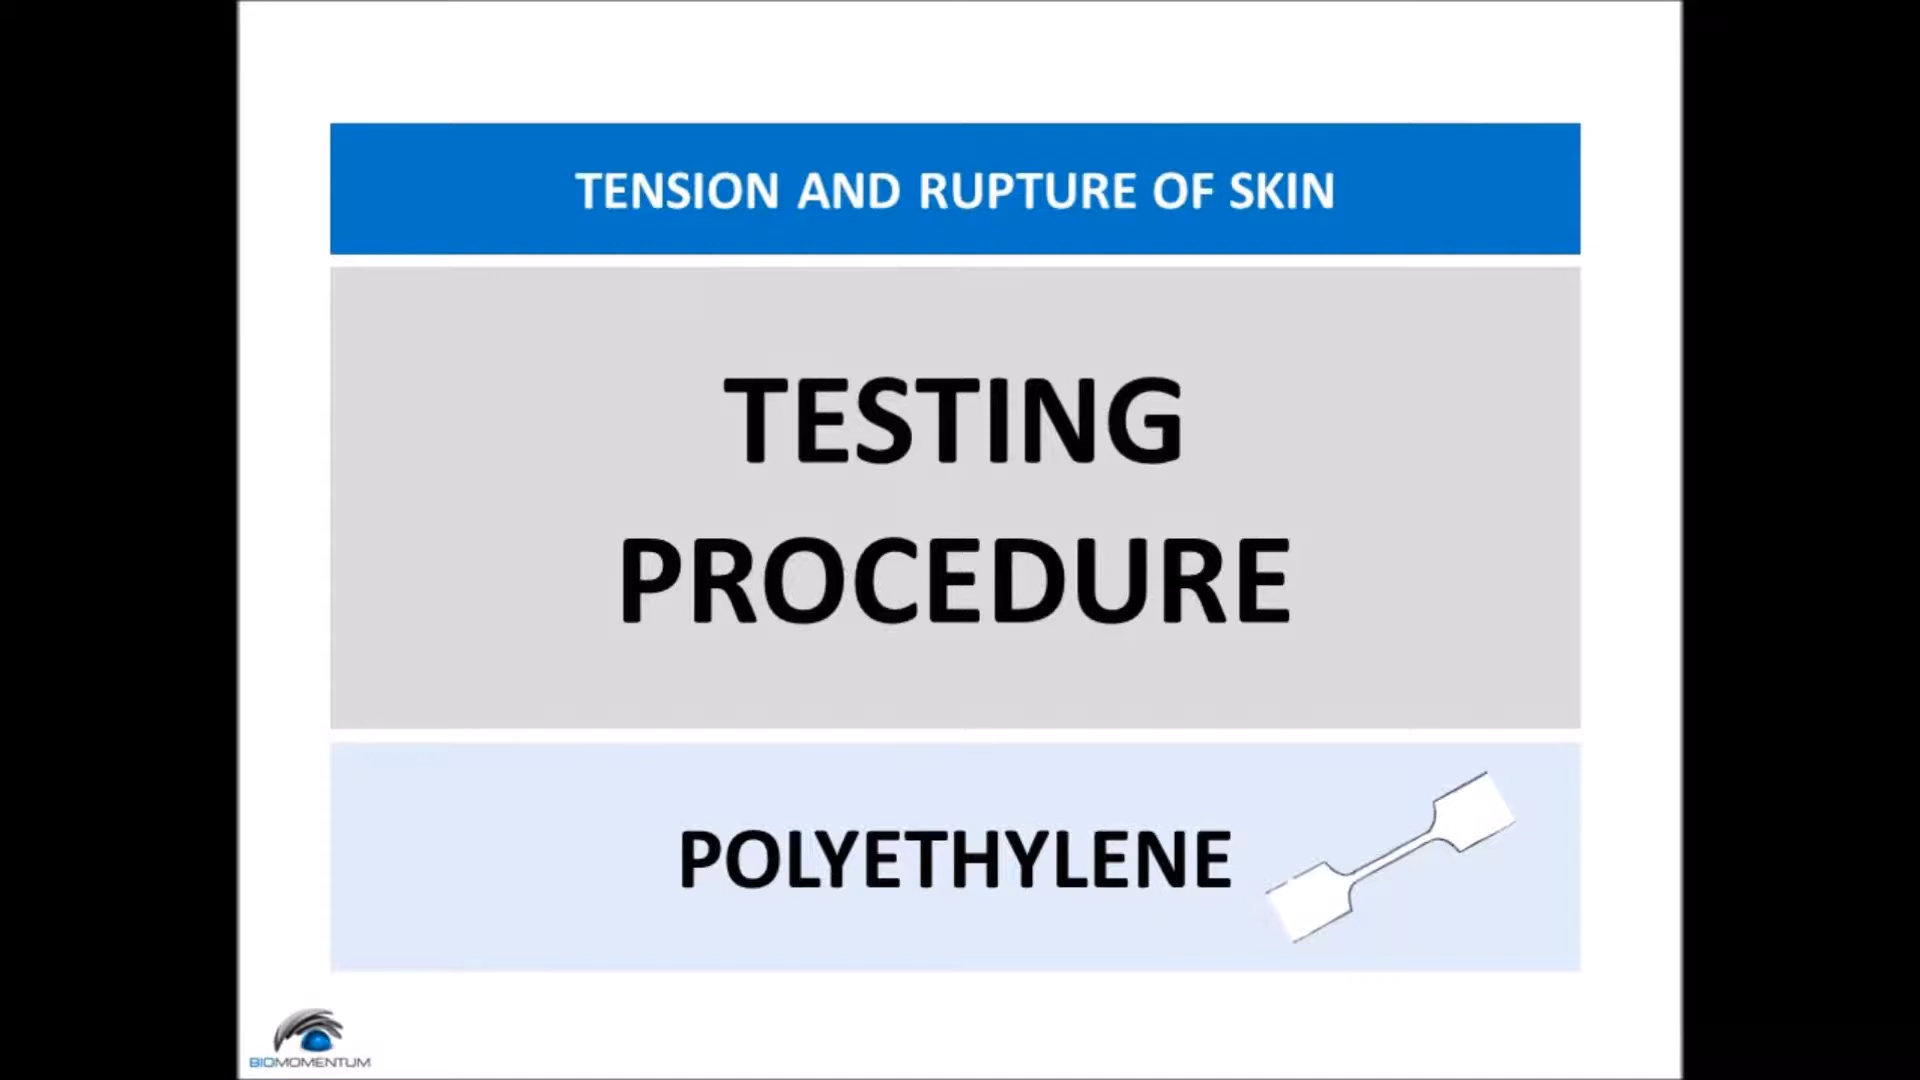 TENSION AND RUPTURE OF SKIN
TESTING
PROCEDURE
POLYETHYLENE
BIOMOMENTUM